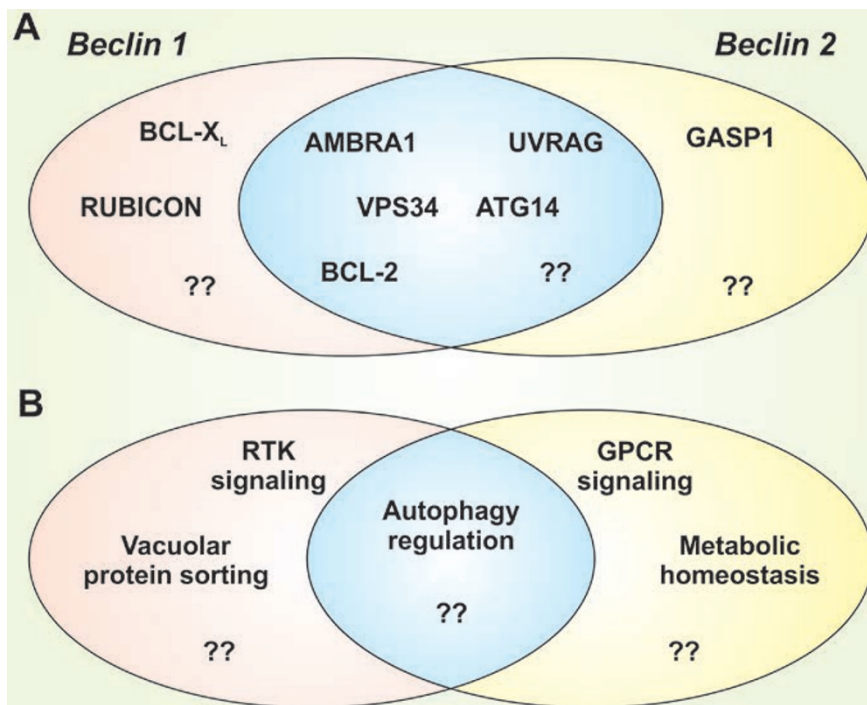 A
Beclin 1
Beclin 2
BCL-XL
AMBRA1
UVRAG
GASP1
RUBICON
VPS34
ATG14
BCL-2
??
??
??
B
RTK
signaling
GPCR
signaling
Autophagy
regulation
Vacuolar
protein sorting
Metabolic
homeostasis
??
??
??